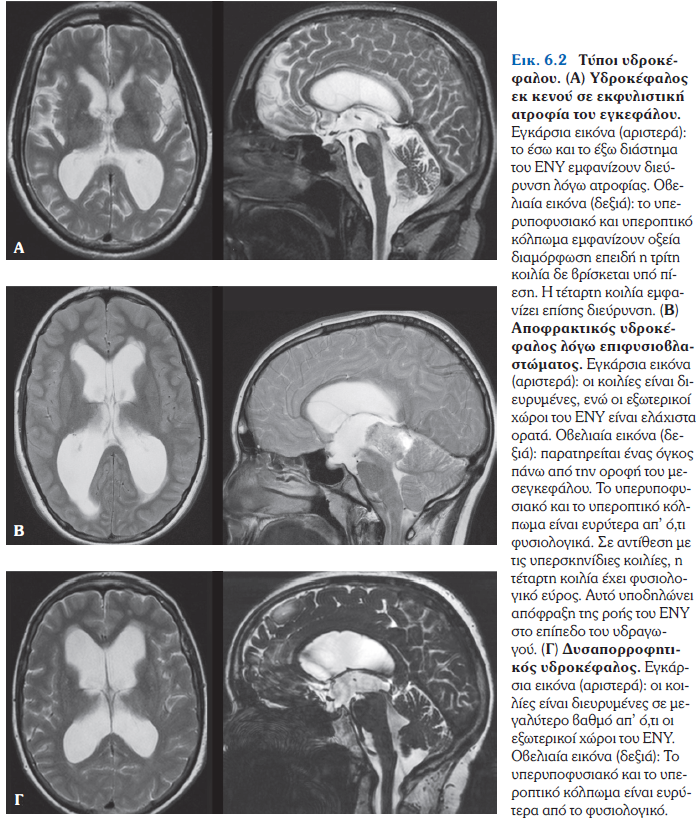 Εικ. 6.2 Τύποι υδροκέ-
φαλου. (Α) Υδροκέφαλος
εκ κενού σε εκφυλιστική
ατροφία του εγκεφάλου.
Εγκάρσια εικόνα (αριστερά):
το έσω και το έξω διάστημα
του ΕΝΥ εμφανίζουν διεύ-
ρυνση λόγω ατροφίας. Οβε-
λιαία εικόνα (δεξιά): το υπε-
ρυποφυσιακό και υπεροπτικό
κόλπωμα εμφανίζουν οξεία
διαμόρφωση επειδή η τρίτη
κοιλία δε βρίσκεται υπό πί-
εση. Η τέταρτη κοιλία εμφα-
νίζει επίσης διεύρυνση. (Β)
Αποφρακτικός υδροκέ-
φαλος λόγω επιφυσιοβλα-
στώματος. Εγκάρσια εικόνα
(αριστερά): οι κοιλίες είναι δι-
ευρυμένες, ενώ οι εξωτερικοί
χώροι του ΕΝΥ είναι ελάχιστα
ορατά. Οβελιαία εικόνα (δε-
ξιά): παρατηρείται ένας όγκος
πάνω από την οροφή του με-
σεγκεφάλου. Το υπερυποφυ-
σιακό και το υπεροπτικό κόλ-
πωμα είναι ευρύτερα απ' ό,τι
φυσιολογικά. Σε αντίθεση με
τις υπερσκηνίδιες κοιλίες, η
τέταρτη κοιλία έχει φυσιολο-
γικό εύρος. Αυτό υποδηλώνει
απόφραξη της ροής του ΕΝΥ
στο επίπεδο του υδραγω-
γού. (Γ) Δυσαπορροφητι-
κός υδροκέφαλος. Εγκάρ-
σια εικόνα (αριστερά): οι κοι-
λίες είναι διευρυμένες σε με-
γαλύτερο βαθμό απ' ό,τι οι
εξωτερικοί χώροι του ΕΝΥ.
Οβελιαία εικόνα (δεξιά): Το
υπερυποφυσιακό και το υπε-
ροπτικό κόλπωμα είναι ευρύ-
τερα από το φυσιολογικό.
Α
Β
Γ